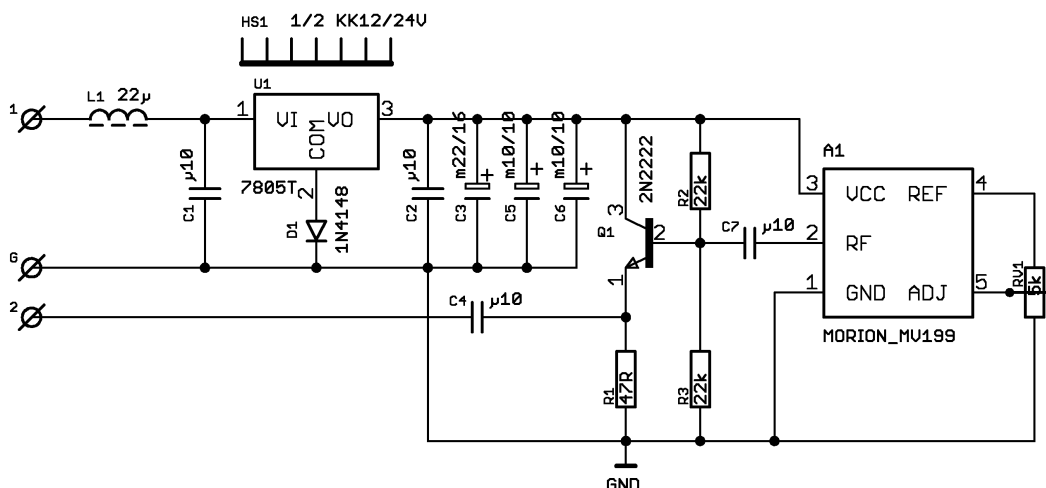 HS1 1/2 KK12/24V
U1
1
L1 22µ
1
VI
COM
VO
3
2
7805T
µ10
C1
D1
1N4148
µ10
C2
m22/16
+
C3
m10/10
+
C5
m10/10
+
C6
2N2222
3
Q1
2
1
R2
22k
C7 µ10
A1
3
VCC
REF
4
2
RF
1
GND
ADJ
5
MORION_MV199
RV1
5k
G
2
C4 µ10
R1
47R
R3
22k
GND